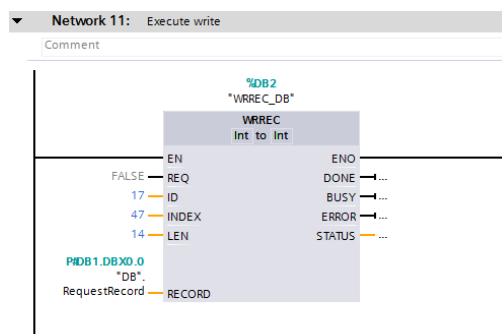 Network 11: Execute write
Comment
%DB2
"WRREC_DB"
WRREC
Int to Int
EN ENO
FALSE REQ DONE ...
17 ID BUSY ...
47 INDEX ERROR ...
14 LEN STATUS ...
P#DB1.DBX0.0
"DB".
RequestRecord RECORD